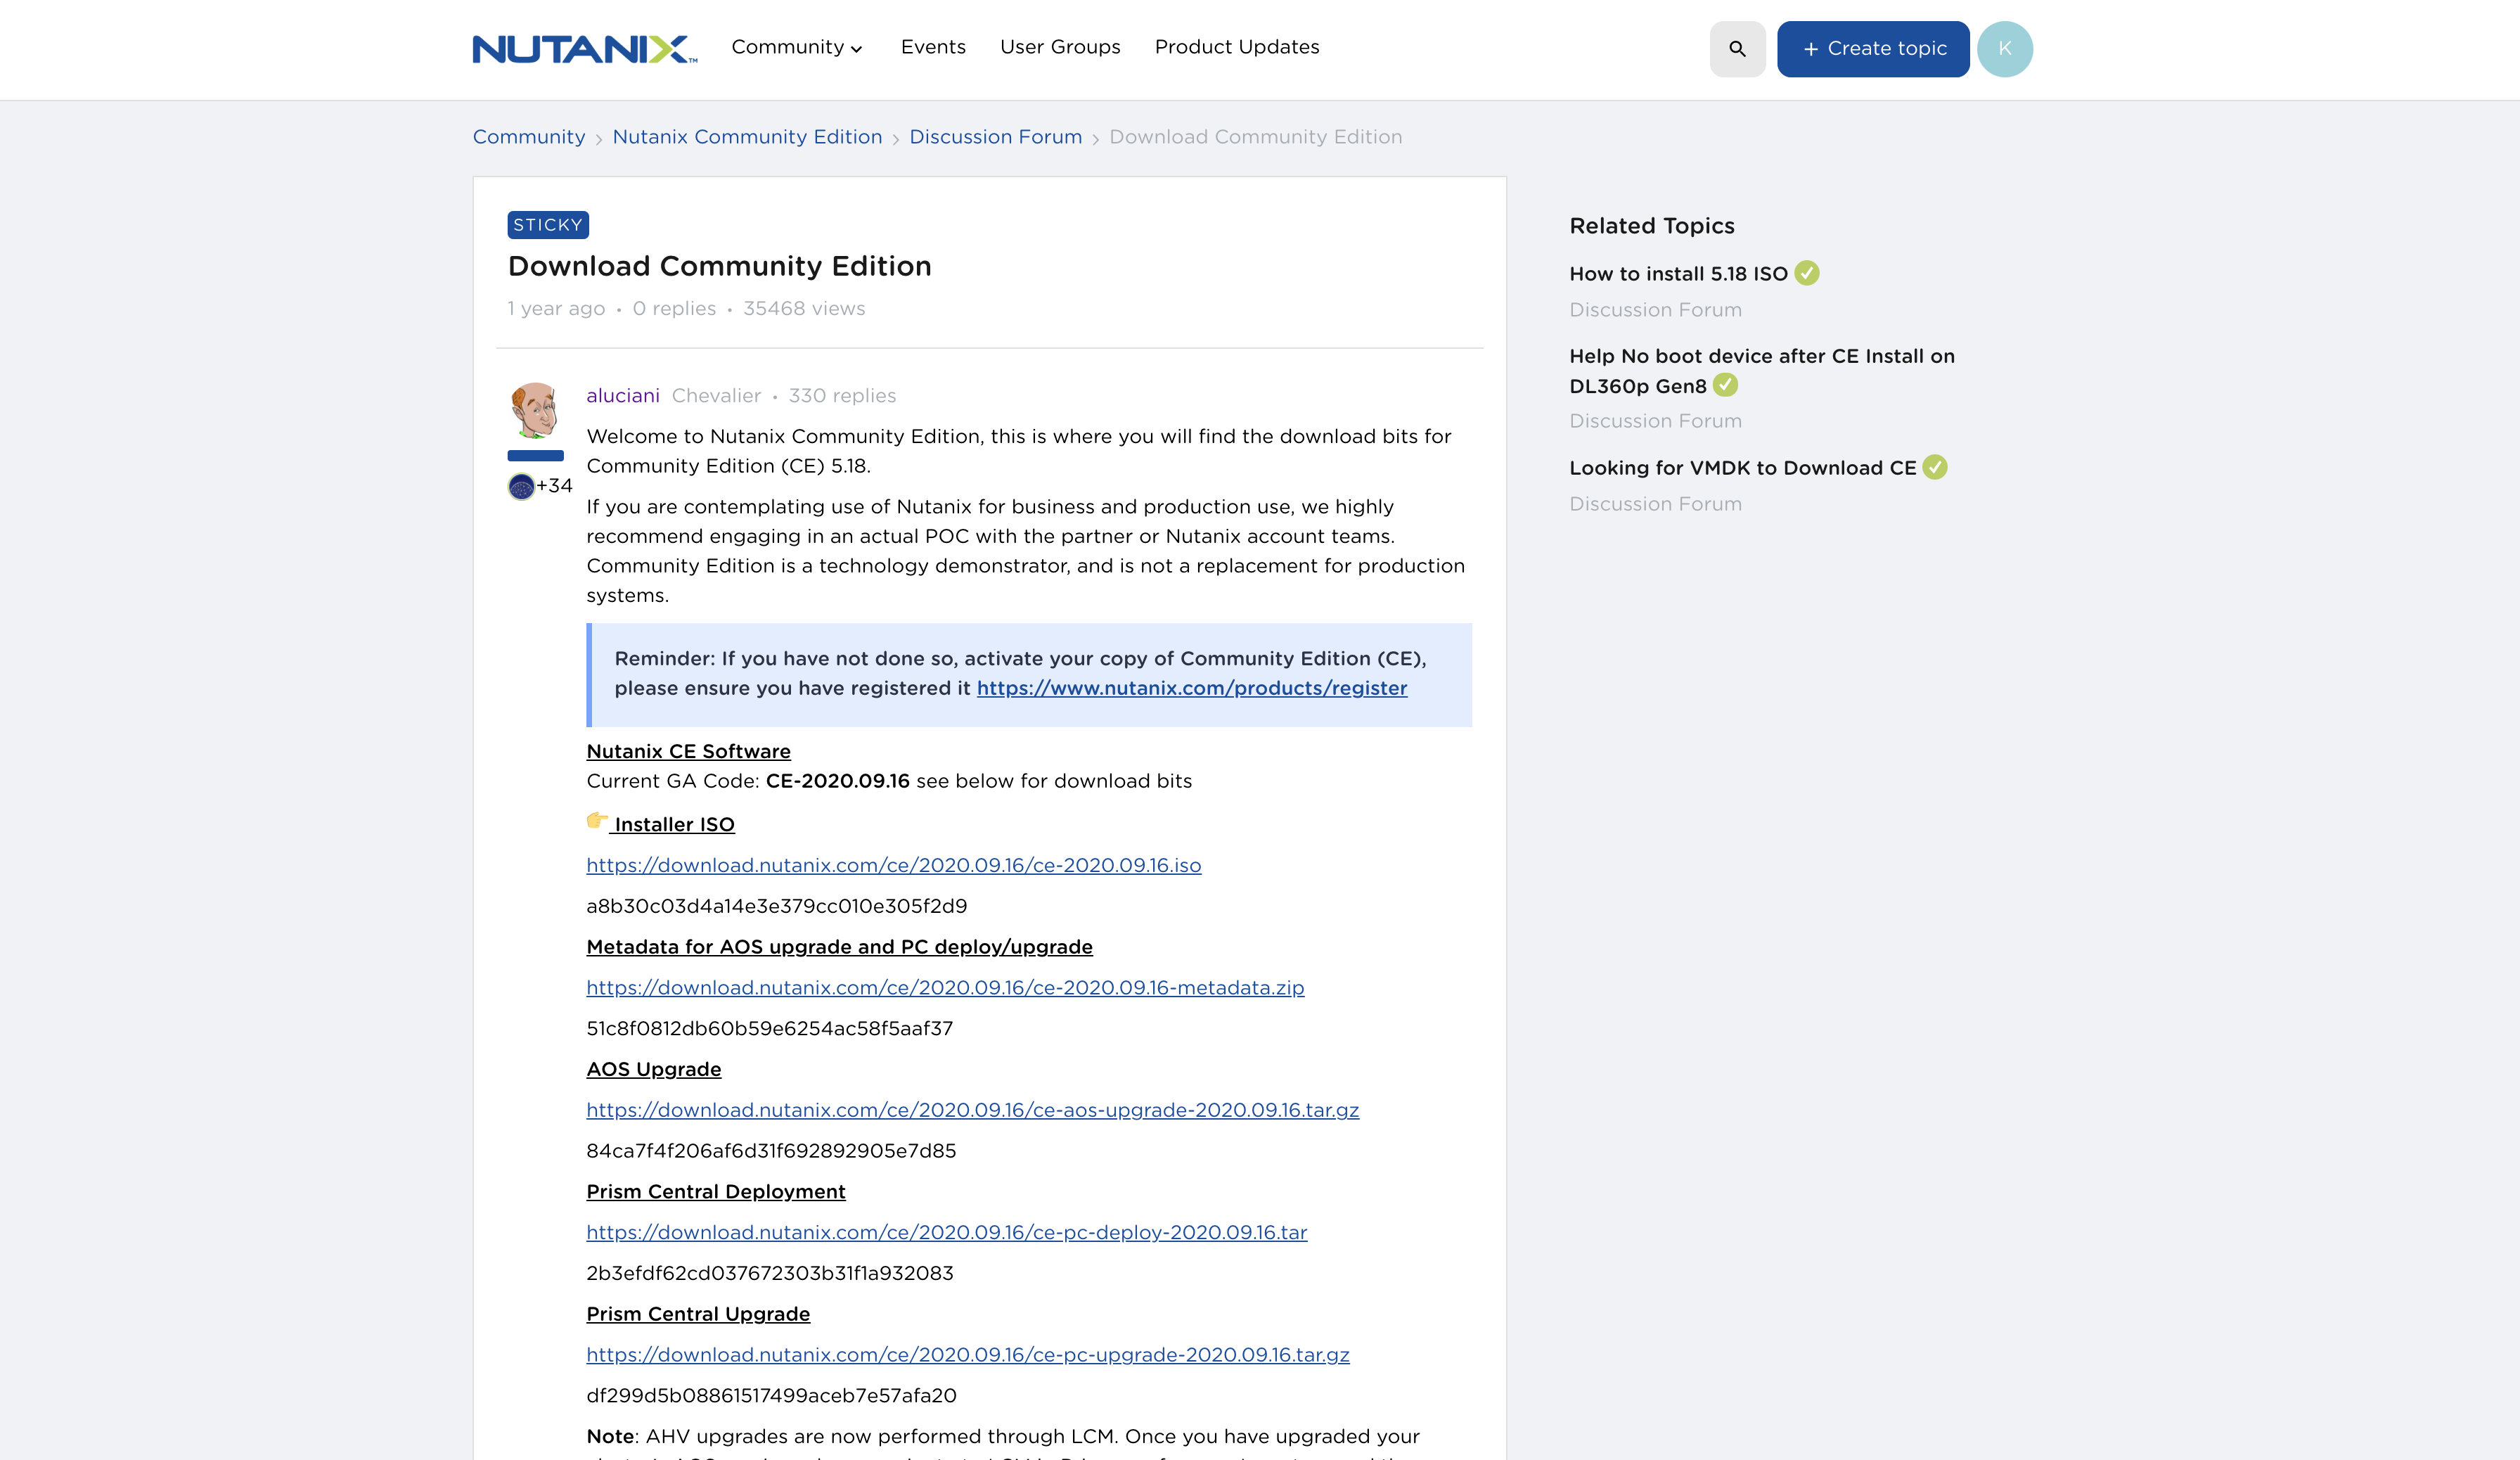 NUTANIX™ Community Events User Groups Product Updates + Create topic K
Community > Nutanix Community Edition > Discussion Forum > Download Community Edition
STICKY
Download Community Edition
1 year ago • 0 replies • 35468 views
aluciani Chevalier • 330 replies
+34
Welcome to Nutanix Community Edition, this is where you will find the download bits for
Community Edition (CE) 5.18.
If you are contemplating use of Nutanix for business and production use, we highly
recommend engaging in an actual POC with the partner or Nutanix account teams.
Community Edition is a technology demonstrator, and is not a replacement for production
systems.
Reminder: If you have not done so, activate your copy of Community Edition (CE),
please ensure you have registered it https://www.nutanix.com/products/register
Nutanix CE Software
Current GA Code: CE-2020.09.16 see below for download bits
👉 Installer ISO
https://download.nutanix.com/ce/2020.09.16/ce-2020.09.16.iso
a8b30c03d4a14e3e379cc010e305f2d9
Metadata for AOS upgrade and PC deploy/upgrade
https://download.nutanix.com/ce/2020.09.16/ce-2020.09.16-metadata.zip
51c8f0812db60b59e6254ac58f5aaf37
AOS Upgrade
https://download.nutanix.com/ce/2020.09.16/ce-aos-upgrade-2020.09.16.tar.gz
84ca7f4f206af6d31f692892905e7d85
Prism Central Deployment
https://download.nutanix.com/ce/2020.09.16/ce-pc-deploy-2020.09.16.tar
2b3efdf62cd037672303b31f1a932083
Prism Central Upgrade
https://download.nutanix.com/ce/2020.09.16/ce-pc-upgrade-2020.09.16.tar.gz
df299d5b08861517499aceb7e57afa20
Note: AHV upgrades are now performed through LCM. Once you have upgraded your
Related Topics
How to install 5.18 ISO
Discussion Forum
Help No boot device after CE Install on
DL360p Gen8
Discussion Forum
Looking for VMDK to Download CE
Discussion Forum